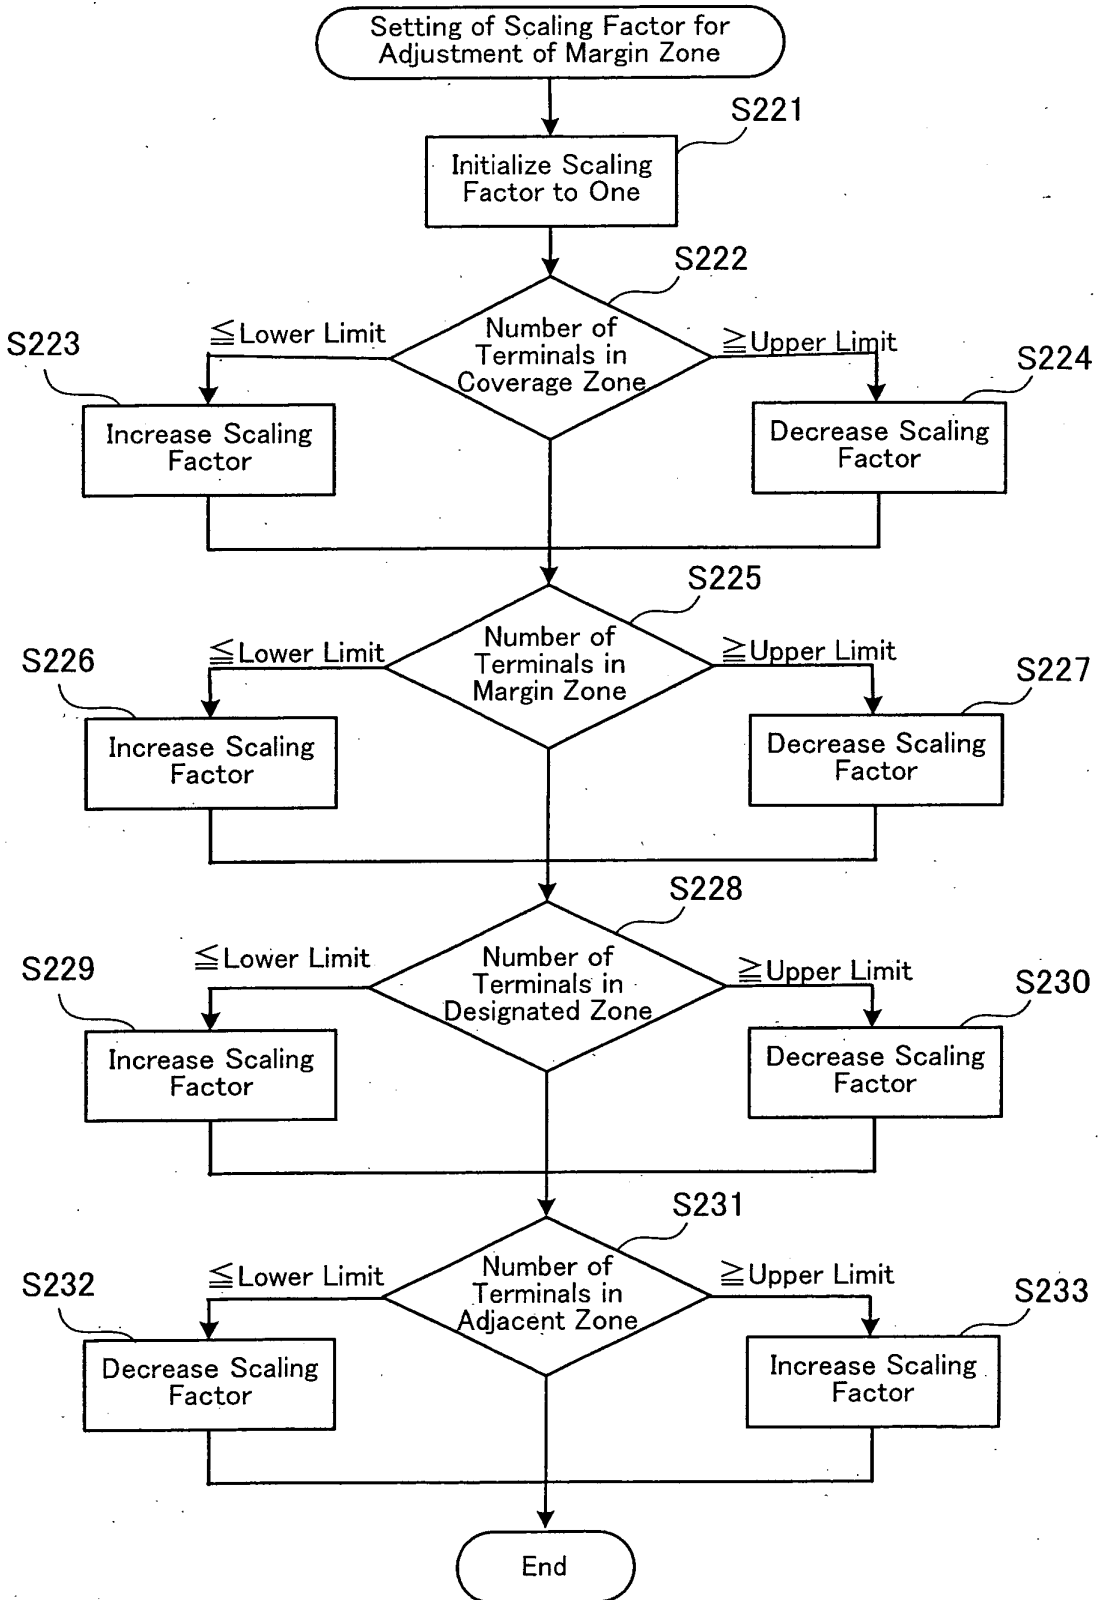 Setting of Scaling Factor for
Adjustment of Margin Zone
S221
Initialize Scaling
Factor to One
S222
Number of
Terminals in
Coverage Zone
≦Lower Limit
≧Upper Limit
S223
Increase Scaling
Factor
S224
Decrease Scaling
Factor
S225
Number of
Terminals in
Margin Zone
≦Lower Limit
≧Upper Limit
S226
Increase Scaling
Factor
S227
Decrease Scaling
Factor
S228
Number of
Terminals in
Designated Zone
≦Lower Limit
≧Upper Limit
S229
Increase Scaling
Factor
S230
Decrease Scaling
Factor
S231
Number of
Terminals in
Adjacent Zone
≦Lower Limit
≧Upper Limit
S232
Decrease Scaling
Factor
S233
Increase Scaling
Factor
End